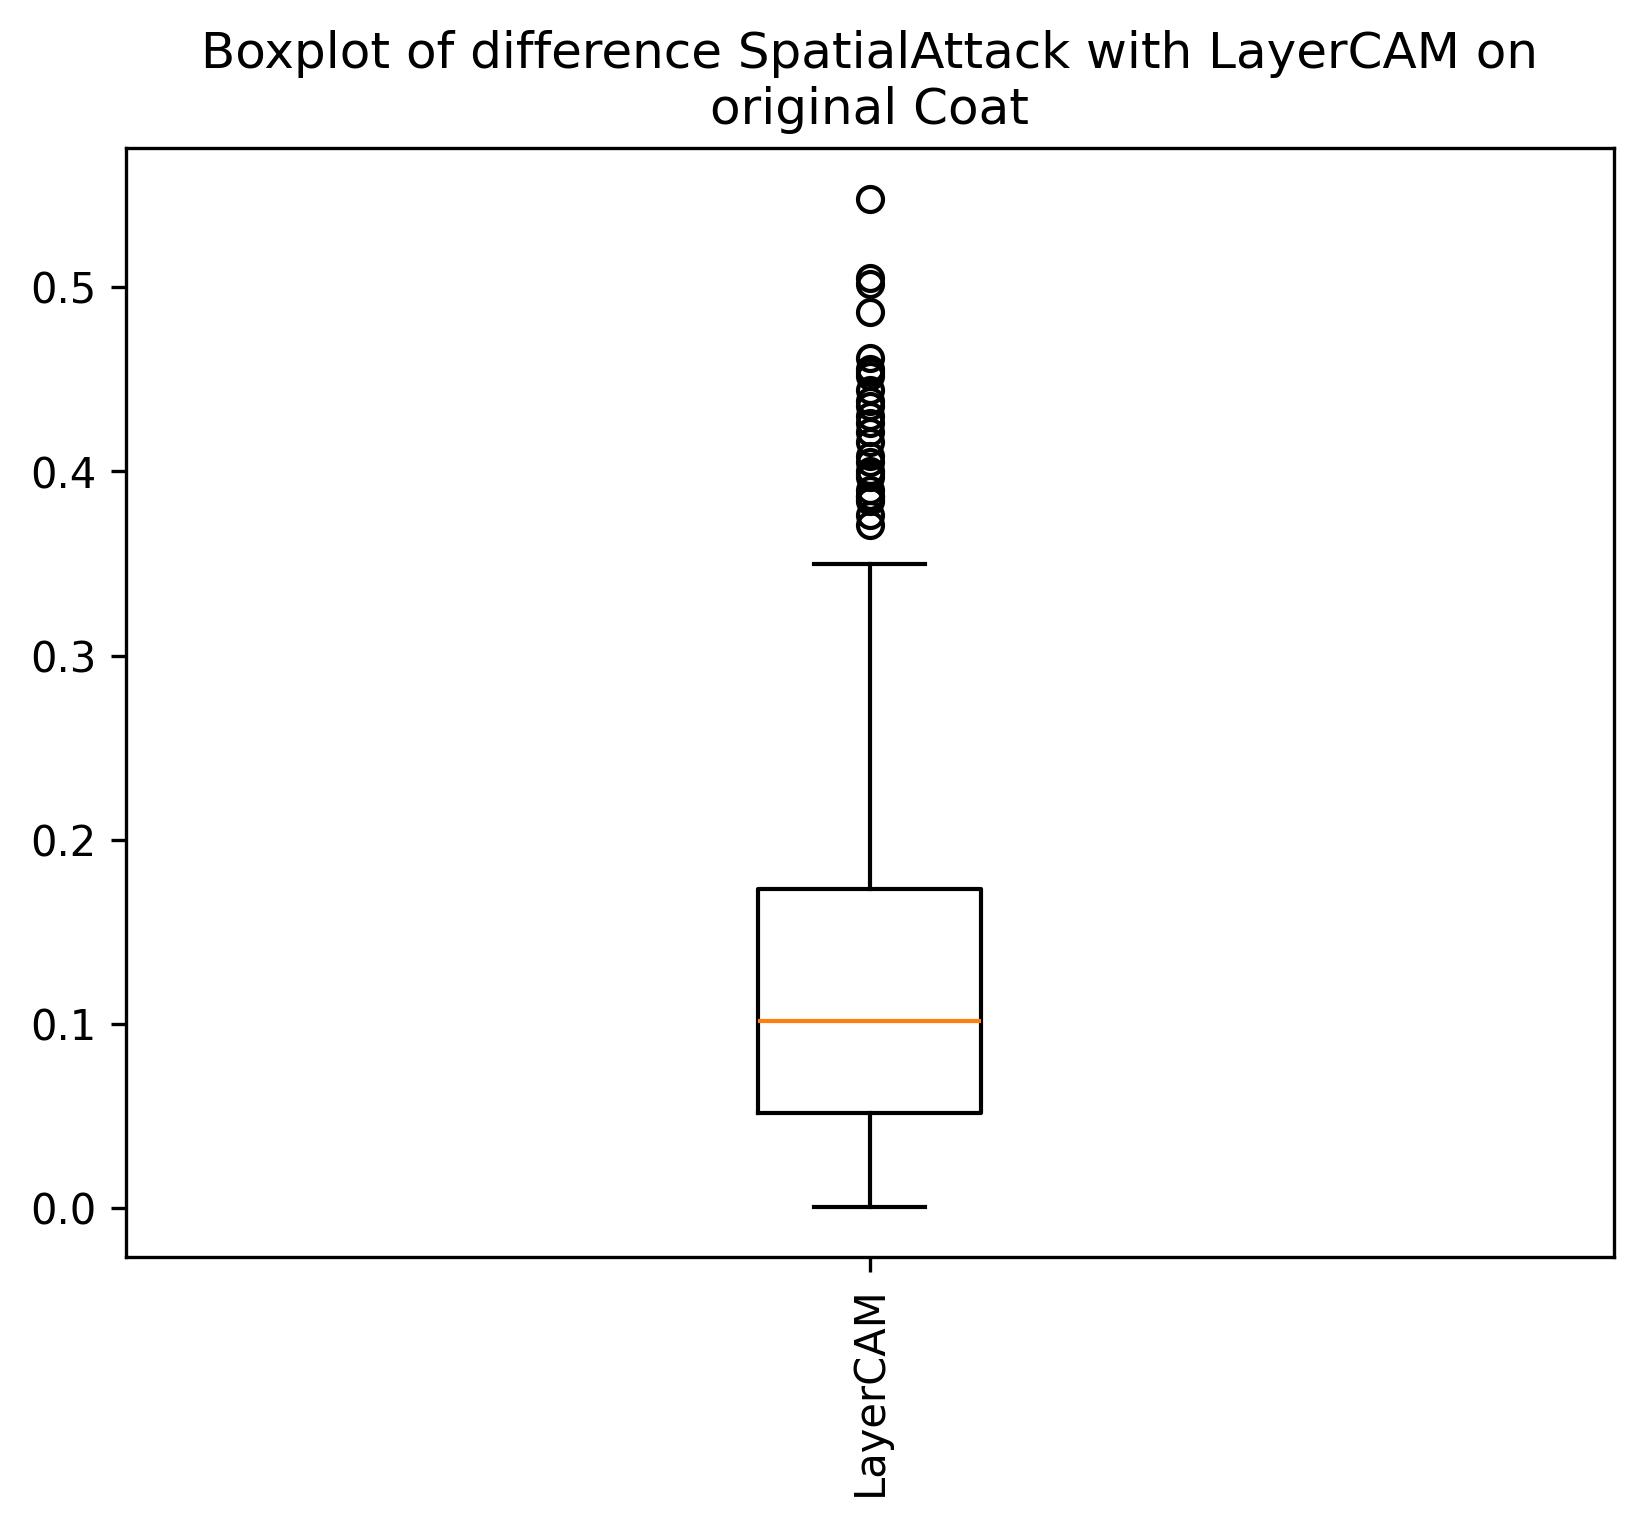 Boxplot of difference SpatialAttack with LayerCAM on
original Coat
0.5
0.4
0.3
0.2
0.1
0.0
LayerCAM